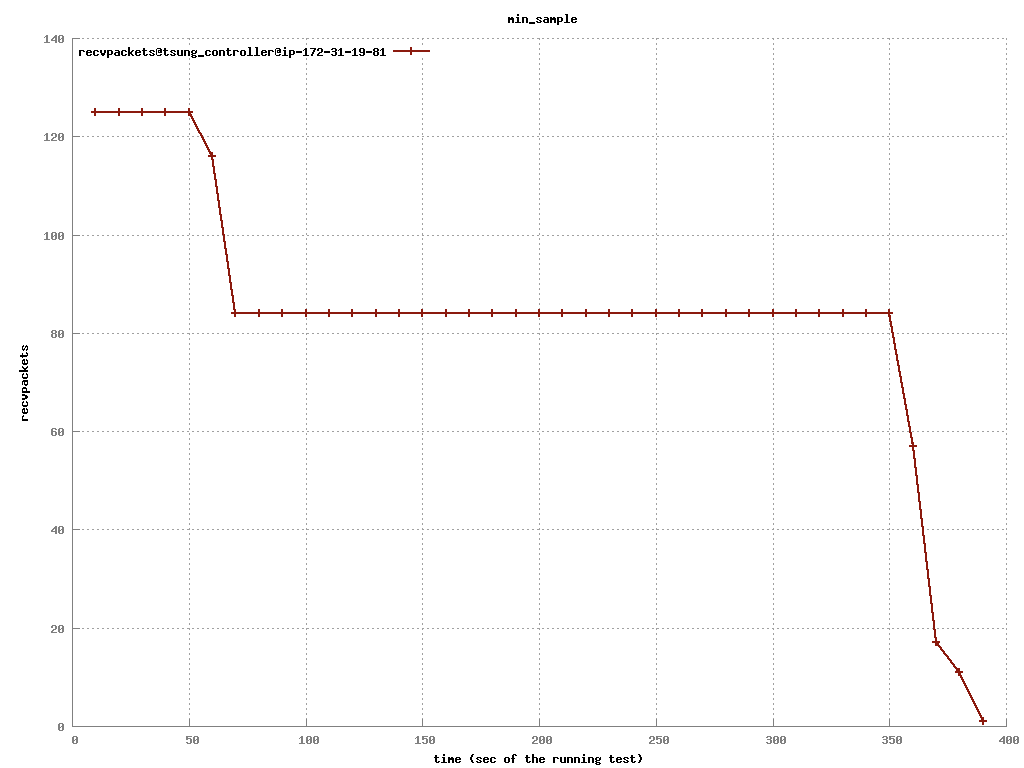 min_sample
recvpackets@tsung_controller@ip-172-31-19-81
140
120
100
80
60
40
20
0
recvpackets
0 50 100 150 200 250 300 350 400
time (sec of the running test)